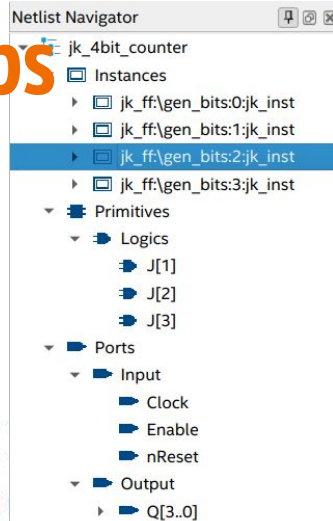 Netlist Navigator
ps
jk_4bit_counter
Instances
jk_ff:\gen_bits:0:jk_inst
jk_ff:\gen_bits:1:jk_inst
jk_ff:\gen_bits:2:jk_inst
jk_ff:\gen_bits:3:jk_inst
Primitives
Logics
J[1]
J[2]
J[3]
Ports
Input
Clock
Enable
nReset
Output
Q[3..0]